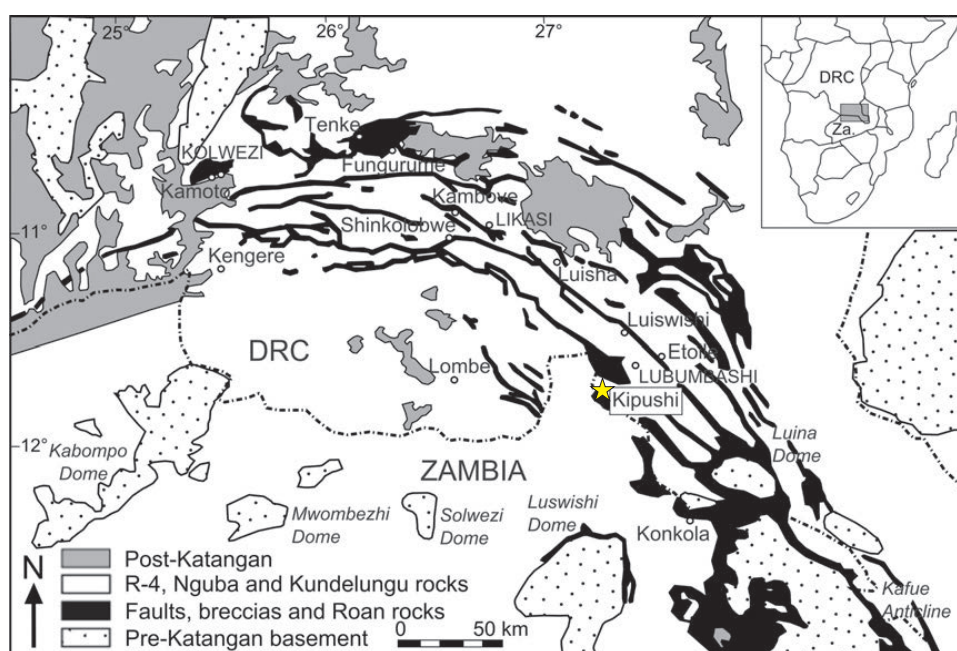 25°
26°
27°
DRC
Za.
Tenke
KOLWEZI
Fungurume
Kamoto
Kambove
Shinkolobwe
LIKASI
11°
Kengere
Luisha
Luiswishi
DRC
Etoile
Lombe
LUBUMBASHI
Kipushi
12°
Kabompo
Dome
Luina
Dome
ZAMBIA
Mwombezhi
Dome
Solwezi
Dome
Luswishi
Dome
Konkola
N
Post-Katangan
R-4, Nguba and Kundelungu rocks
Faults, breccias and Roan rocks
Pre-Katangan basement
0 50 km
Kafue
Anticline